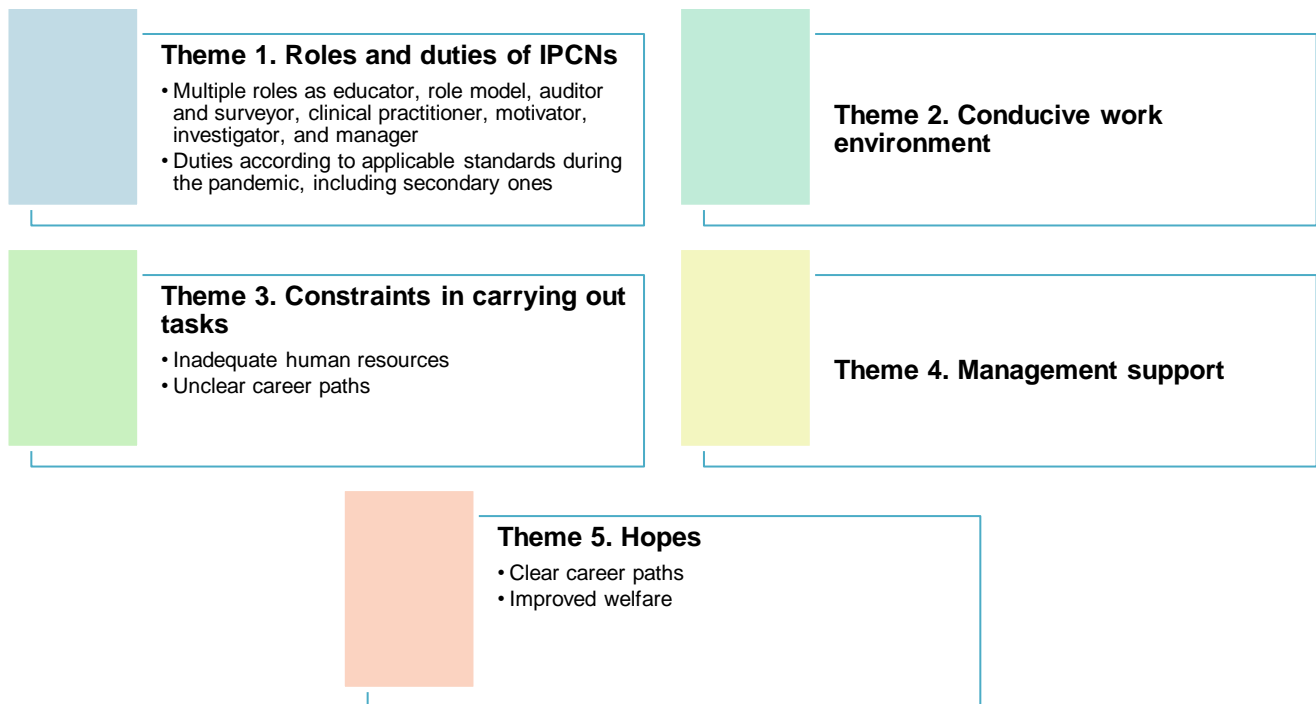 Theme 1. Roles and duties of IPCNs
• Multiple roles as educator, role model, auditor
and surveyor, clinical practitioner, motivator,
investigator, and manager
• Duties according to applicable standards during
the pandemic, including secondary ones
Theme 2. Conducive work
environment
Theme 3. Constraints in carrying out
tasks
• Inadequate human resources
• Unclear career paths
Theme 4. Management support
Theme 5. Hopes
• Clear career paths
• Improved welfare